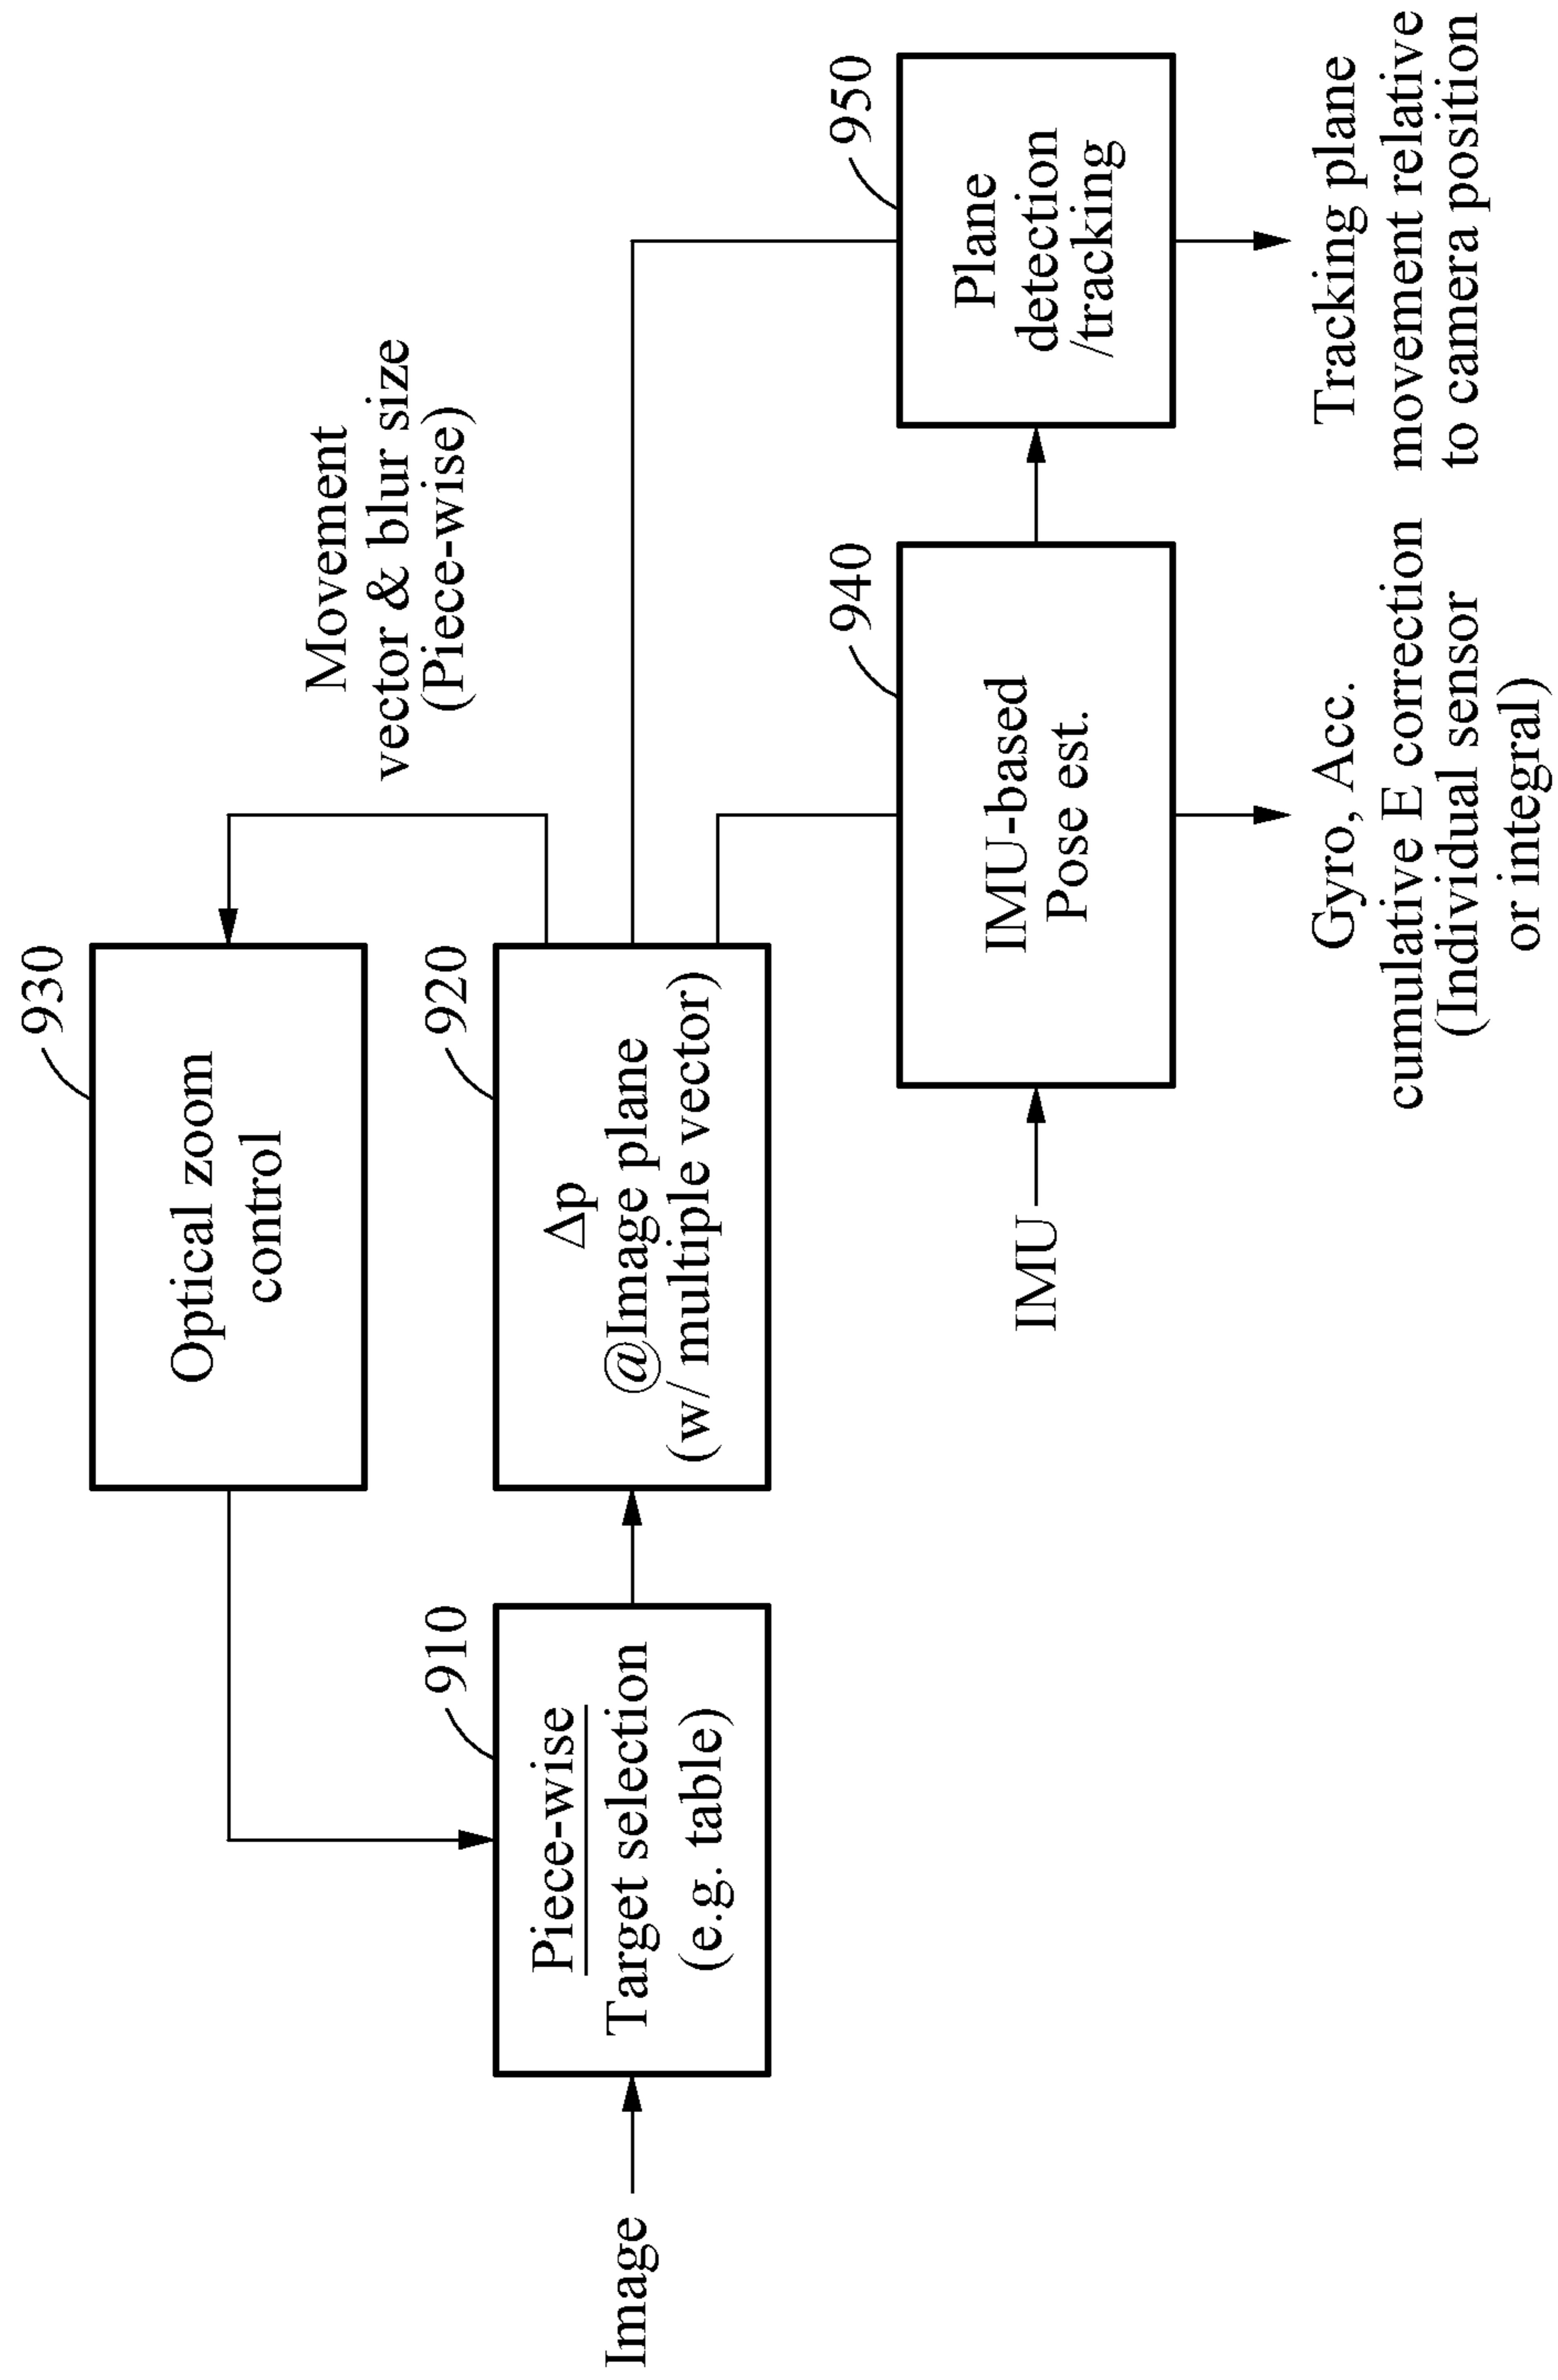 930
Optical zoom
control
Movement
vector & blur size
(Piece-wise)
910
920
Image
Piece-wise
Target selection
(e.g. table)
Δp
@Image plane
(w/ multiple vector)
940
950
IMU
IMU-based
Pose est.
Plane
detection
/tracking
Gyro, Acc.
cumulative E correction
(Individual sensor
or integral)
Tracking plane
movement relative
to camera position